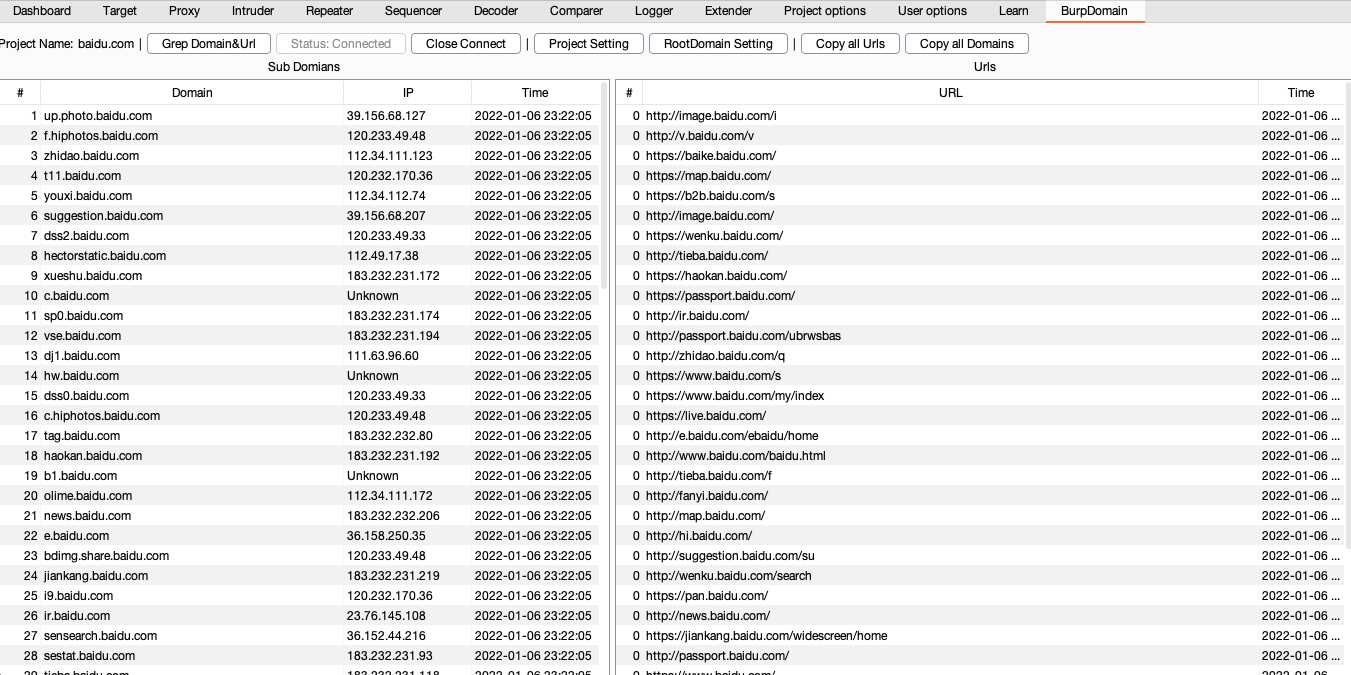 Dashboard Target Proxy Intruder Repeater Sequencer Decoder Comparer Logger Extender Project options User options Learn BurpDomain
Project Name: baidu.com | Grep Domain&Url Status: Connected Close Connect | Project Setting RootDomain Setting | Copy all Urls Copy all Domains
Sub Domians Urls
# Domain IP Time # URL Time
1 up.photo.baidu.com 39.156.68.127 2022-01-06 23:22:05 0 http://image.baidu.com/i 2022-01-06 ...
2 f.hiphotos.baidu.com 120.233.49.48 2022-01-06 23:22:05 0 http://v.baidu.com/v 2022-01-06 ...
3 zhidao.baidu.com 112.34.111.123 2022-01-06 23:22:05 0 https://baike.baidu.com/ 2022-01-06 ...
4 t11.baidu.com 120.232.170.36 2022-01-06 23:22:05 0 https://map.baidu.com/ 2022-01-06 ...
5 youxi.baidu.com 112.34.112.74 2022-01-06 23:22:05 0 https://b2b.baidu.com/s 2022-01-06 ...
6 suggestion.baidu.com 39.156.68.207 2022-01-06 23:22:05 0 http://image.baidu.com/ 2022-01-06 ...
7 dss2.baidu.com 120.233.49.33 2022-01-06 23:22:05 0 https://wenku.baidu.com/ 2022-01-06 ...
8 hectorstatic.baidu.com 112.49.17.38 2022-01-06 23:22:05 0 http://tieba.baidu.com/ 2022-01-06 ...
9 xueshu.baidu.com 183.232.231.172 2022-01-06 23:22:05 0 https://haokan.baidu.com/ 2022-01-06 ...
10 c.baidu.com Unknown 2022-01-06 23:22:05 0 https://passport.baidu.com/ 2022-01-06 ...
11 sp0.baidu.com 183.232.231.174 2022-01-06 23:22:05 0 http://ir.baidu.com/ 2022-01-06 ...
12 vse.baidu.com 183.232.231.194 2022-01-06 23:22:05 0 http://passport.baidu.com/ubrwsbas 2022-01-06 ...
13 dj1.baidu.com 111.63.96.60 2022-01-06 23:22:05 0 http://zhidao.baidu.com/q 2022-01-06 ...
14 hw.baidu.com Unknown 2022-01-06 23:22:05 0 https://www.baidu.com/s 2022-01-06 ...
15 dss0.baidu.com 120.233.49.33 2022-01-06 23:22:05 0 https://www.baidu.com/my/index 2022-01-06 ...
16 c.hiphotos.baidu.com 120.233.49.48 2022-01-06 23:22:05 0 https://live.baidu.com/ 2022-01-06 ...
17 tag.baidu.com 183.232.232.80 2022-01-06 23:22:05 0 http://e.baidu.com/ebaidu/home 2022-01-06 ...
18 haokan.baidu.com 183.232.231.192 2022-01-06 23:22:05 0 http://www.baidu.com/baidu.html 2022-01-06 ...
19 b1.baidu.com Unknown 2022-01-06 23:22:05 0 http://tieba.baidu.com/f 2022-01-06 ...
20 olime.baidu.com 112.34.111.172 2022-01-06 23:22:05 0 http://fanyi.baidu.com/ 2022-01-06 ...
21 news.baidu.com 183.232.232.206 2022-01-06 23:22:05 0 http://map.baidu.com/ 2022-01-06 ...
22 e.baidu.com 36.158.250.35 2022-01-06 23:22:05 0 http://hi.baidu.com/ 2022-01-06 ...
23 bdimg.share.baidu.com 120.233.49.48 2022-01-06 23:22:05 0 http://suggestion.baidu.com/su 2022-01-06 ...
24 jiankang.baidu.com 183.232.231.219 2022-01-06 23:22:05 0 http://wenku.baidu.com/search 2022-01-06 ...
25 i9.baidu.com 120.232.170.36 2022-01-06 23:22:05 0 https://pan.baidu.com/ 2022-01-06 ...
26 ir.baidu.com 23.76.145.108 2022-01-06 23:22:05 0 http://news.baidu.com/ 2022-01-06 ...
27 sensearch.baidu.com 36.152.44.216 2022-01-06 23:22:05 0 https://jiankang.baidu.com/widescreen/home 2022-01-06 ...
28 sestat.baidu.com 183.232.231.93 2022-01-06 23:22:05 0 http://passport.baidu.com/ 2022-01-06 ...